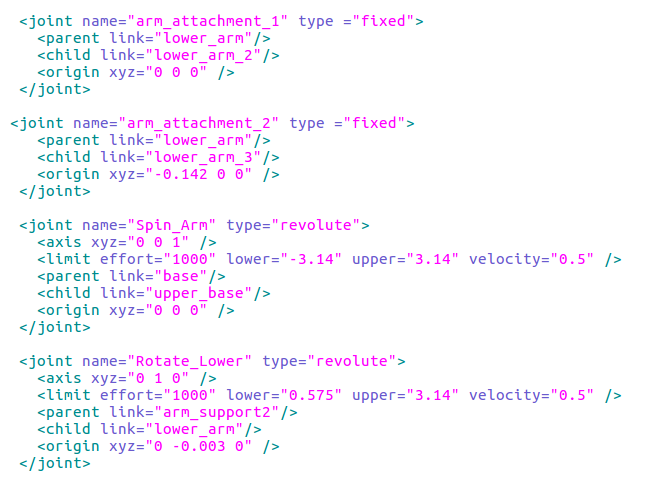 <joint name="arm_attachment_1" type ="fixed">
<parent link="lower_arm"/>
<child link="lower_arm_2"/>
<origin xyz="0 0 0" />
</joint>
<joint name="arm_attachment_2" type ="fixed">
<parent link="lower_arm"/>
<child link="lower_arm_3"/>
<origin xyz="-0.142 0 0" />
</joint>
<joint name="Spin_Arm" type="revolute">
<axis xyz="0 0 1" />
<limit effort="1000" lower="-3.14" upper="3.14" velocity="0.5" />
<parent link="base"/>
<child link="upper_base"/>
<origin xyz="0 0 0" />
</joint>
<joint name="Rotate_Lower" type="revolute">
<axis xyz="0 1 0" />
<limit effort="1000" lower="0.575" upper="3.14" velocity="0.5" />
<parent link="arm_support2"/>
<child link="lower_arm"/>
<origin xyz="0 -0.003 0" />
</joint>